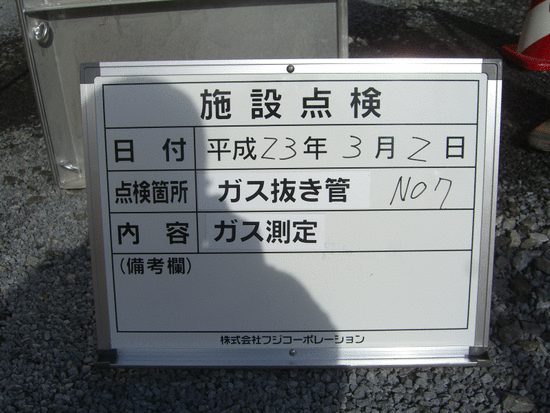 施設点検
日付 平成23年3月2日
点検箇所 ガス抜き管 NO7
内容 ガス測定
(備考欄)
株式会社フジコーポレーション